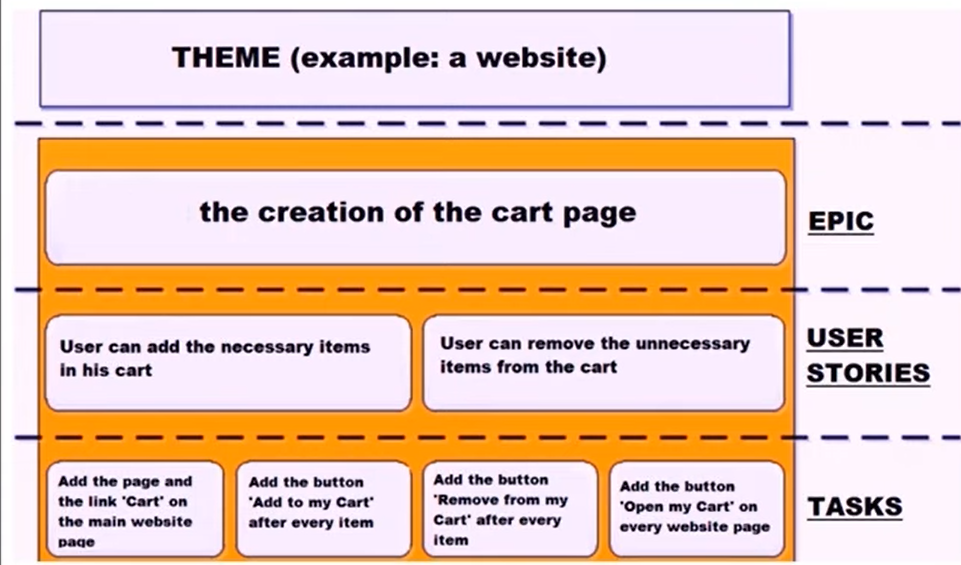 THEME (example: a website)
the creation of the cart page
EPIC
User can add the necessary items
in his cart
User can remove the unnecessary
items from the cart
USER
STORIES
Add the page and
the link 'Cart' on
the main website
page
Add the button
'Add to my Cart'
after every item
Add the button
'Remove from my
Cart' after every
item
Add the button
'Open my Cart' on
every website page
TASKS